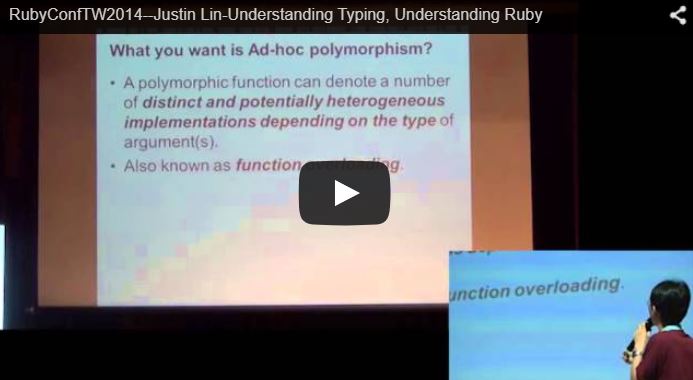 RubyConfTW2014--Justin Lin-Understanding Typing, Understanding Ruby
What you want is Ad-hoc polymorphism?
• A polymorphic function can denote a number
of distinct and potentially heterogeneous
implementations depending on the type of
argument(s).
• Also known as function overloading.
unction overloading.